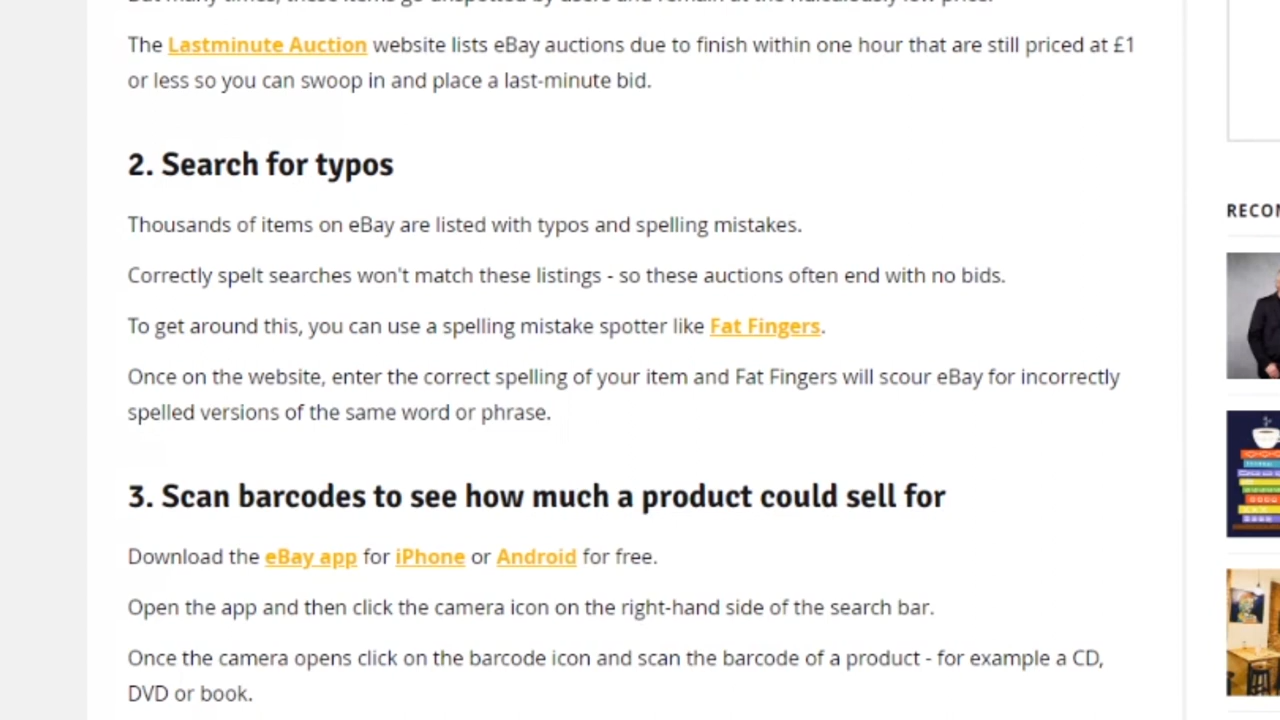 The Lastminute Auction website lists eBay auctions due to finish within one hour that are still priced at £1
or less so you can swoop in and place a last-minute bid.
2. Search for typos
Thousands of items on eBay are listed with typos and spelling mistakes.
Correctly spelt searches won't match these listings - so these auctions often end with no bids.
To get around this, you can use a spelling mistake spotter like Fat Fingers.
Once on the website, enter the correct spelling of your item and Fat Fingers will scour eBay for incorrectly
spelled versions of the same word or phrase.
3. Scan barcodes to see how much a product could sell for
Download the eBay app for iPhone or Android for free.
Open the app and then click the camera icon on the right-hand side of the search bar.
Once the camera opens click on the barcode icon and scan the barcode of a product - for example a CD,
DVD or book.